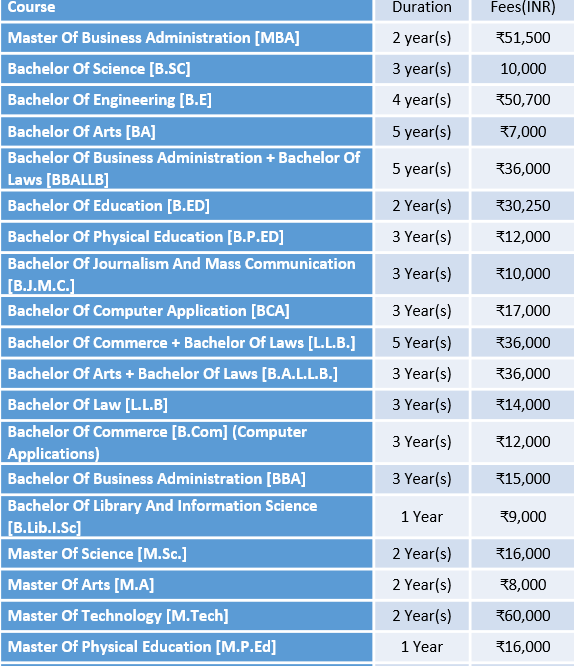 Course Duration Fees(INR)
Master Of Business Administration [MBA] 2 year(s) ₹51,500
Bachelor Of Science [B.SC] 3 year(s) 10,000
Bachelor Of Engineering [B.E] 4 year(s) ₹50,700
Bachelor Of Arts [BA] 5 year(s) ₹7,000
Bachelor Of Business Administration + Bachelor Of
Laws [BBALLB] 5 year(s) ₹36,000
Bachelor Of Education [B.ED] 2 Year(s) ₹30,250
Bachelor Of Physical Education [B.P.ED] 3 Year(s) ₹12,000
Bachelor Of Journalism And Mass Communication
[B.J.M.C.] 3 Year(s) ₹10,000
Bachelor Of Computer Application [BCA] 3 Year(s) ₹17,000
Bachelor Of Commerce + Bachelor Of Laws [L.L.B.] 5 Year(s) ₹36,000
Bachelor Of Arts + Bachelor Of Laws [B.A.L.L.B.] 3 Year(s) ₹36,000
Bachelor Of Law [L.L.B] 3 Year(s) ₹14,000
Bachelor Of Commerce [B.Com] (Computer
Applications) 3 Year(s) ₹12,000
Bachelor Of Business Administration [BBA] 3 Year(s) ₹15,000
Bachelor Of Library And Information Science
[B.Lib.I.Sc] 1 Year ₹9,000
Master Of Science [M.Sc.] 2 Year(s) ₹16,000
Master Of Arts [M.A] 2 Year(s) ₹8,000
Master Of Technology [M.Tech] 2 Year(s) ₹60,000
Master Of Physical Education [M.P.Ed] 1 Year ₹16,000